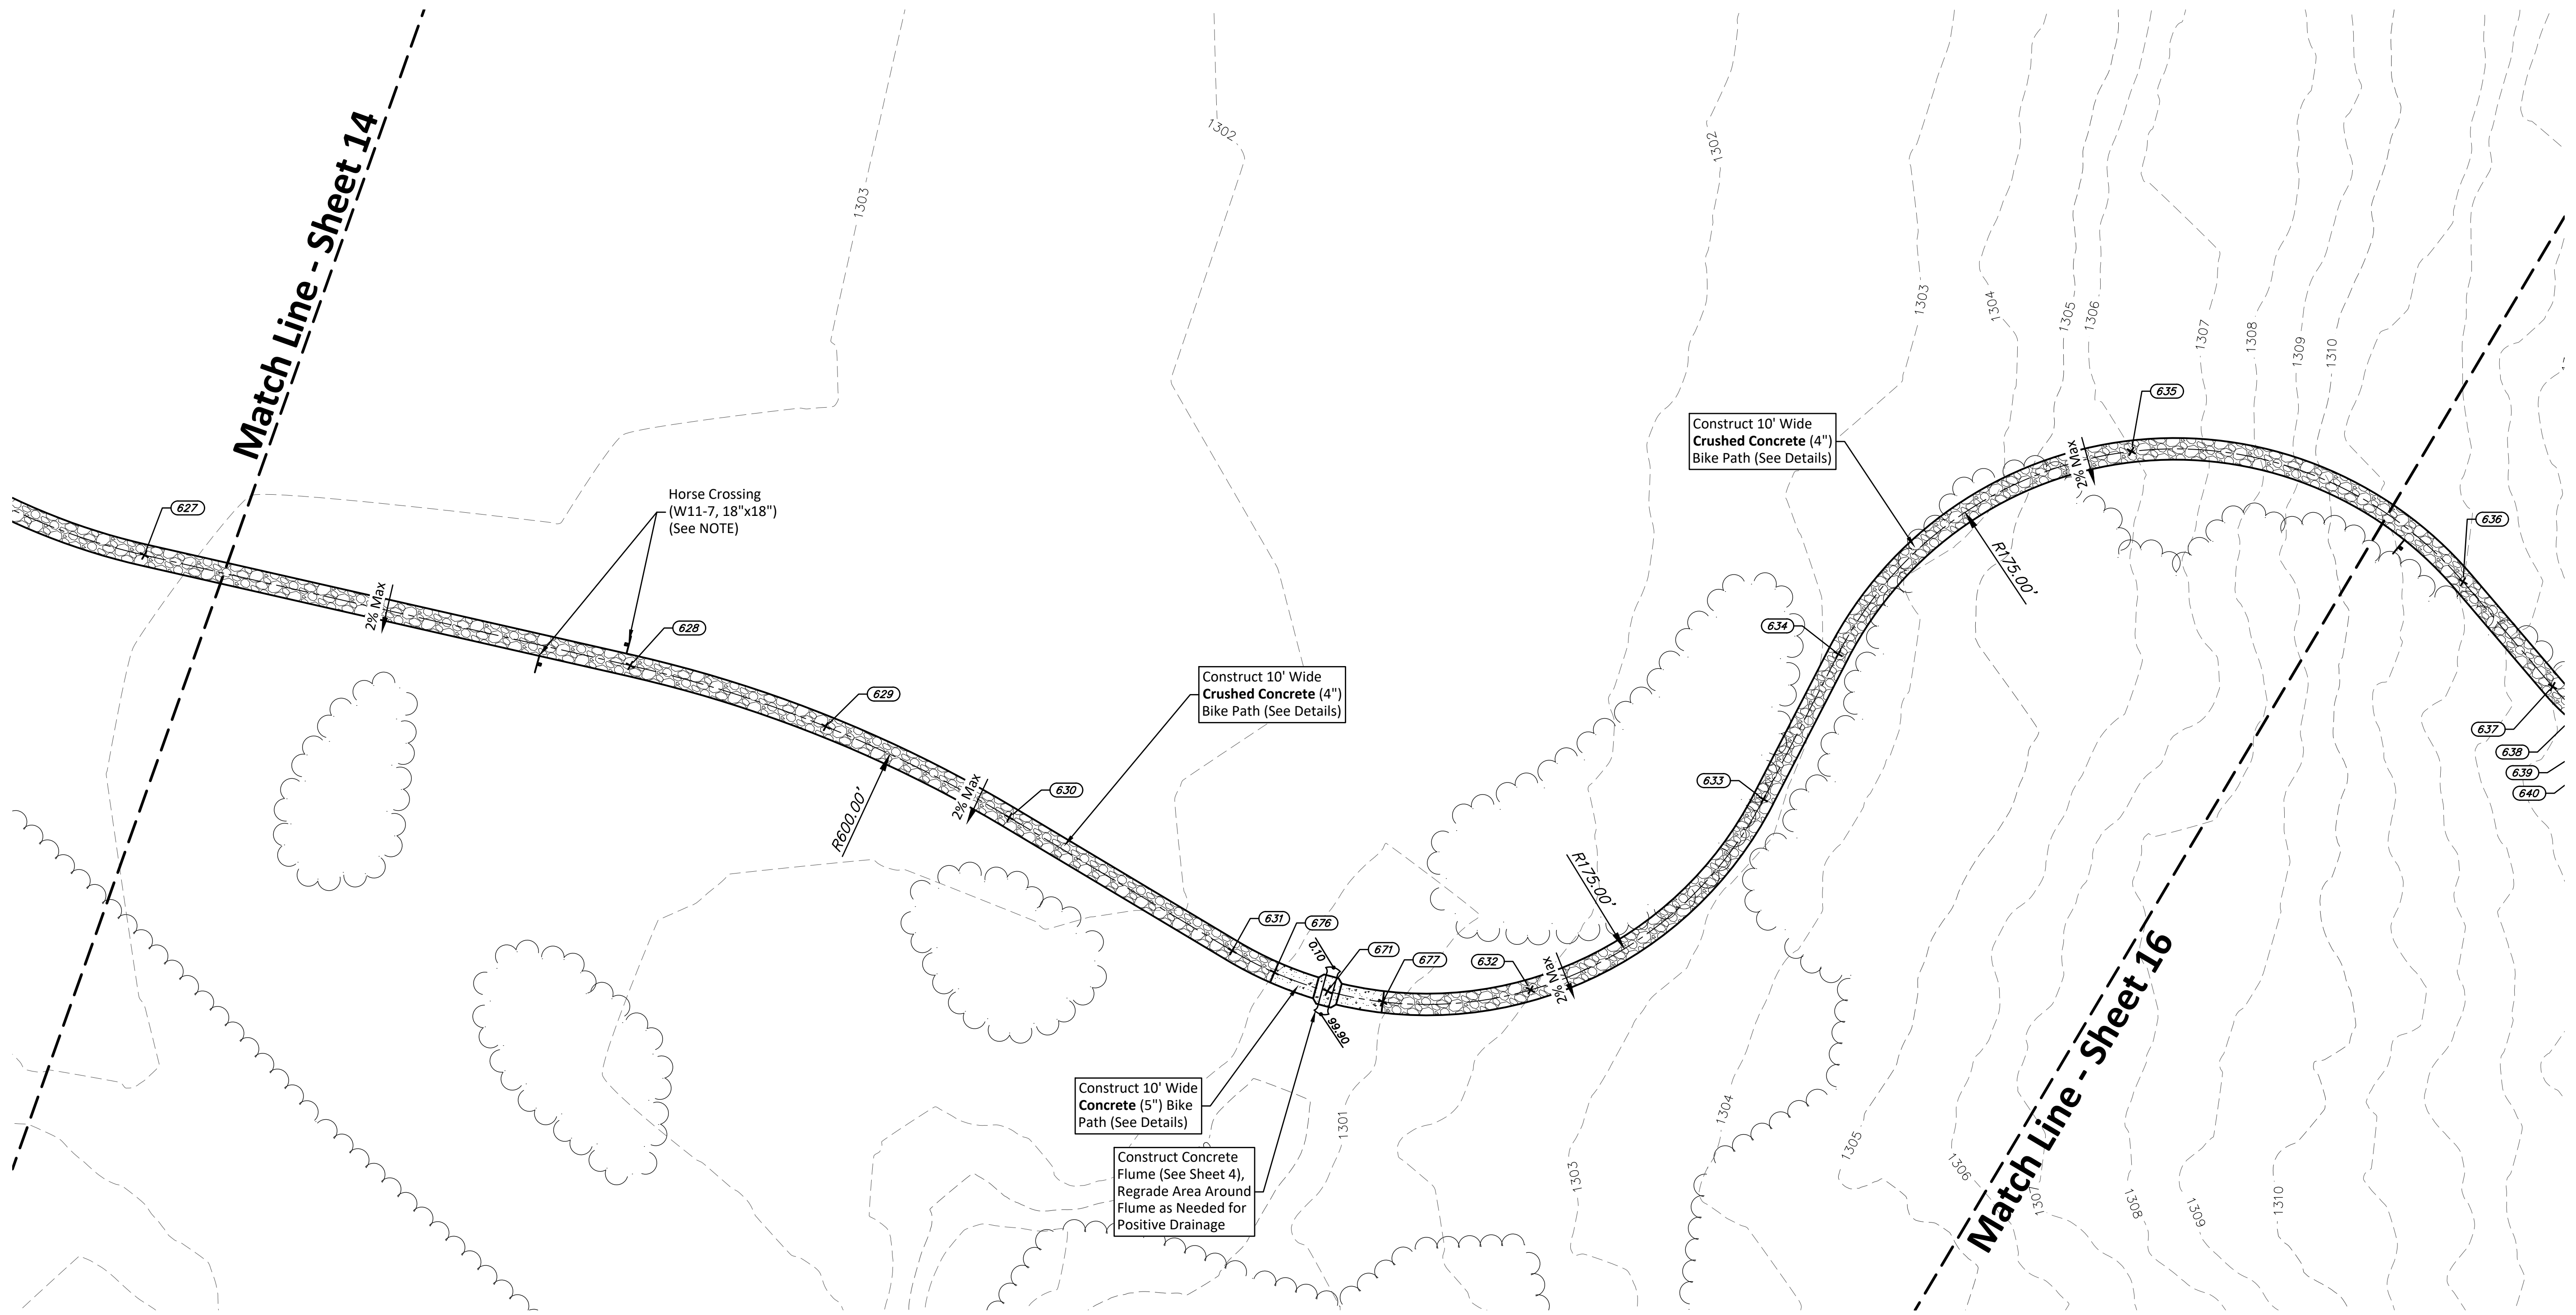 Match Line - Sheet 14
1303
1302
1302
1303
1304
1305
1306
1307
1308
1309
1310
635
Construct 10' Wide
Crushed Concrete (4")
Bike Path (See Details)
2% Max
R175.00'
636
627
Horse Crossing
(W11-7, 18"x18")
(See NOTE)
2% Max
628
629
R600.00'
2% Max
630
Construct 10' Wide
Crushed Concrete (4")
Bike Path (See Details)
634
633
637
638
639
640
R175.00'
631
676
0.10
671
677
632
2% Max
99.90
Construct 10' Wide
Concrete (5") Bike
Path (See Details)
Construct Concrete
Flume (See Sheet 4),
Regrade Area Around
Flume as Needed for
Positive Drainage
1301
1303
1304
1305
1306
1307
1308
1309
1310
Match Line - Sheet 16